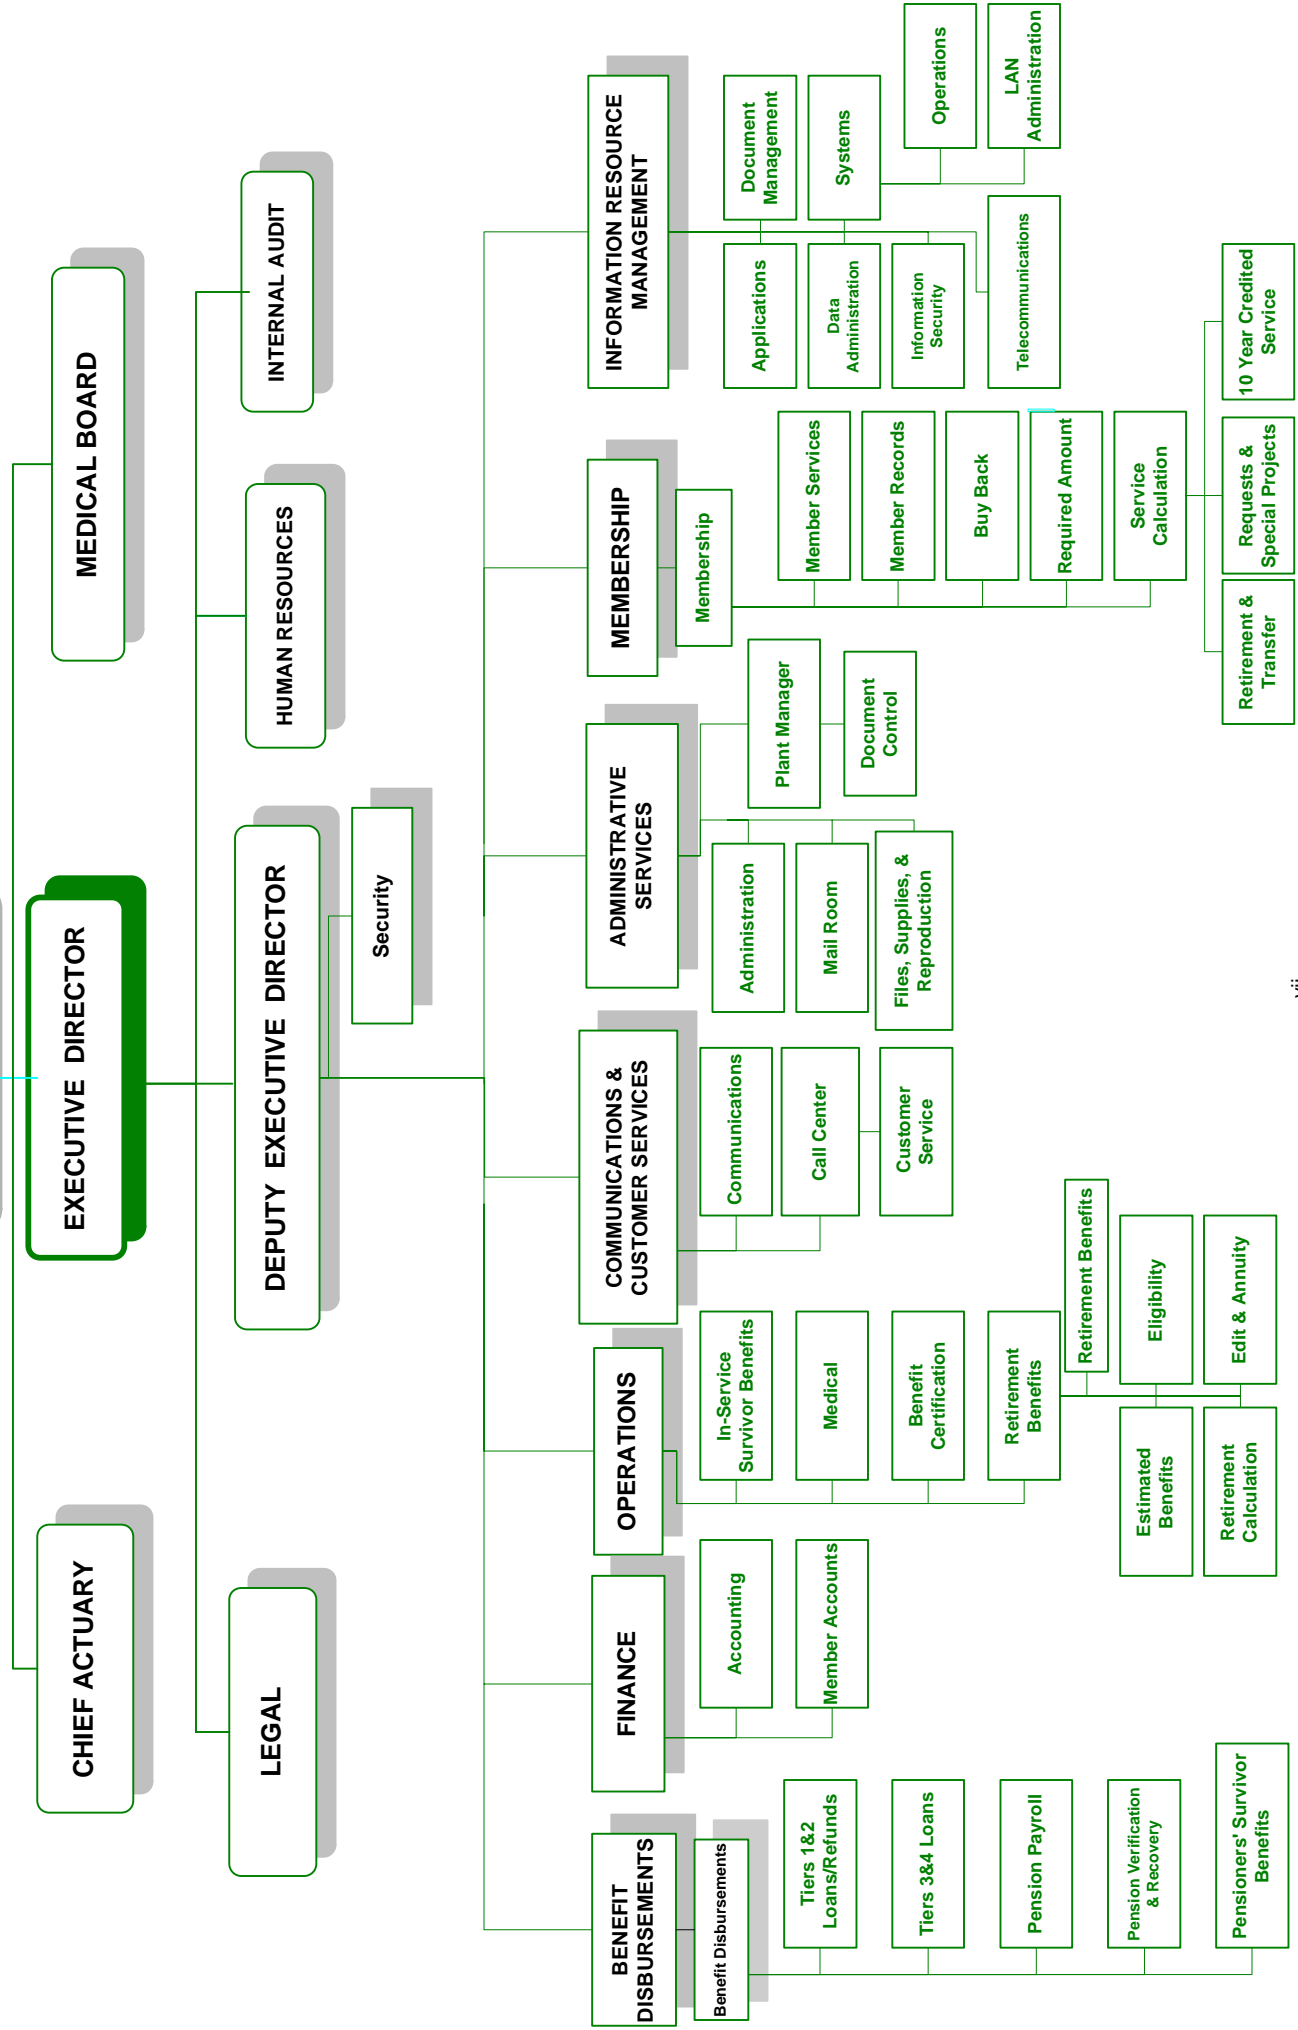 EXECUTIVE DIRECTOR
CHIEF ACTUARY
MEDICAL BOARD
LEGAL
DEPUTY EXECUTIVE DIRECTOR
HUMAN RESOURCES
INTERNAL AUDIT
Security
BENEFIT
DISBURSEMENTS
Benefit Disbursements
Tiers 1&2
Loans/Refunds
Tiers 3&4 Loans
Pension Payroll
Pension Verification
& Recovery
Pensioners' Survivor
Benefits
FINANCE
Accounting
Member Accounts
OPERATIONS
In-Service
Survivor Benefits
Medical
Benefit
Certification
Retirement
Benefits
Retirement Benefits
Estimated
Benefits
Eligibility
Retirement
Calculation
Edit & Annuity
COMMUNICATIONS &
CUSTOMER SERVICES
Communications
Call Center
Customer
Service
ADMINISTRATIVE
SERVICES
Administration
Mail Room
Files, Supplies, &
Reproduction
Plant Manager
Document
Control
MEMBERSHIP
Membership
Member Services
Member Records
Buy Back
Required Amount
Service
Calculation
Retirement &
Transfer
Requests &
Special Projects
10 Year Credited
Service
INFORMATION RESOURCE
MANAGEMENT
Applications
Document
Management
Data
Administration
Systems
Information
Security
Telecommunications
Operations
LAN
Administration
vii